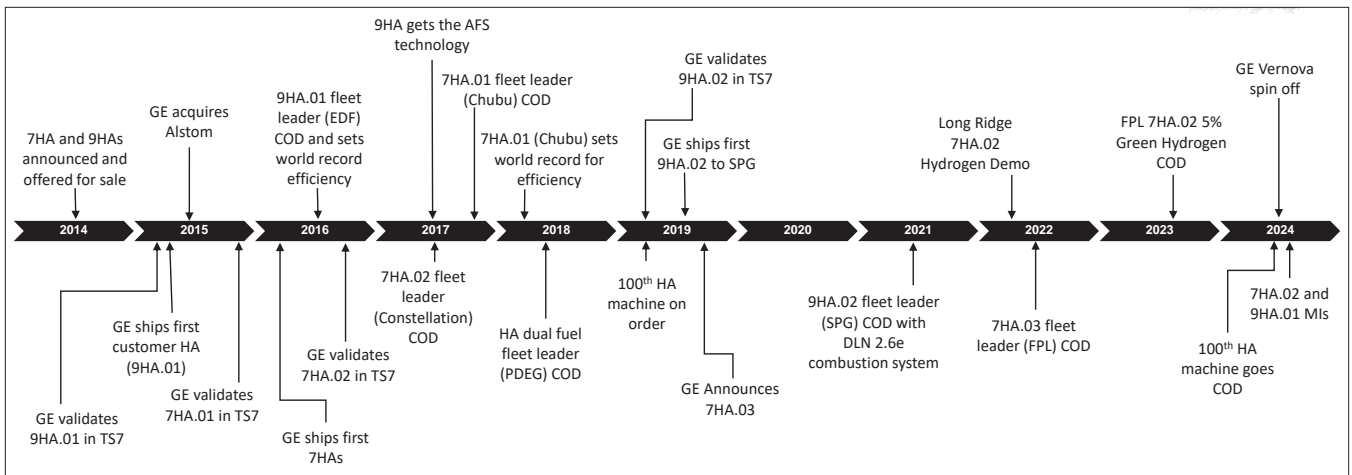 7HA and 9HAs
announced and
offered for sale
GE acquires
Alstom
9HA.01 fleet
leader (EDF)
COD and sets
world record
efficiency
9HA gets the AFS
technology
7HA.01 fleet leader
(Chubu) COD
7HA.01 (Chubu) sets
world record for
efficiency
GE validates
9HA.02 in TS7
GE ships first
9HA.02 to SPG
Long Ridge
7HA.02
Hydrogen Demo
FPL 7HA.02 5%
Green Hydrogen
COD
GE Vernova
spin off
2014
2015
2016
2017
2018
2019
2020
2021
2022
2023
2024
GE validates
9HA.01 in TS7
GE ships first
customer HA
(9HA.01)
GE validates
7HA.01 in TS7
GE ships first
7HAs
GE validates
7HA.02 in TS7
7HA.02 fleet
leader
(Constellation)
COD
HA dual fuel
fleet leader
(PDEG) COD
100th HA
machine on
order
GE Announces
7HA.03
9HA.02 fleet leader
(SPG) COD with
DLN 2.6e
combustion system
7HA.03 fleet
leader (FPL) COD
100th HA
machine goes
COD
7HA.02 and
9HA.01 MIs